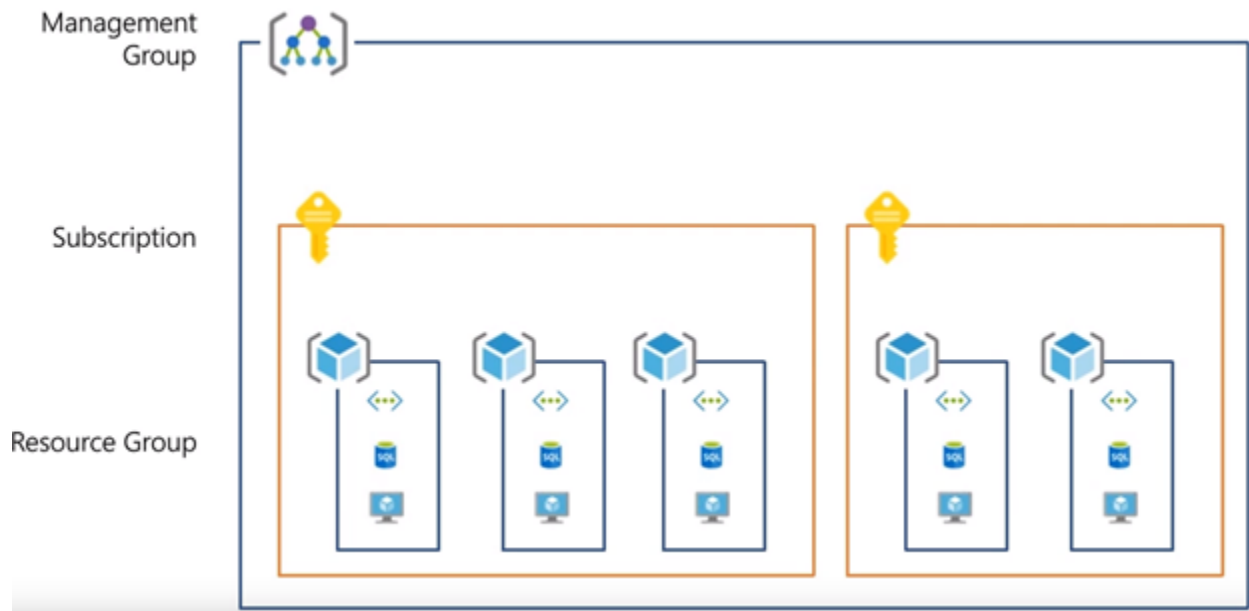 Management
Group
Subscription
Resource Group
SQL
SQL
SQL
SQL
SQL